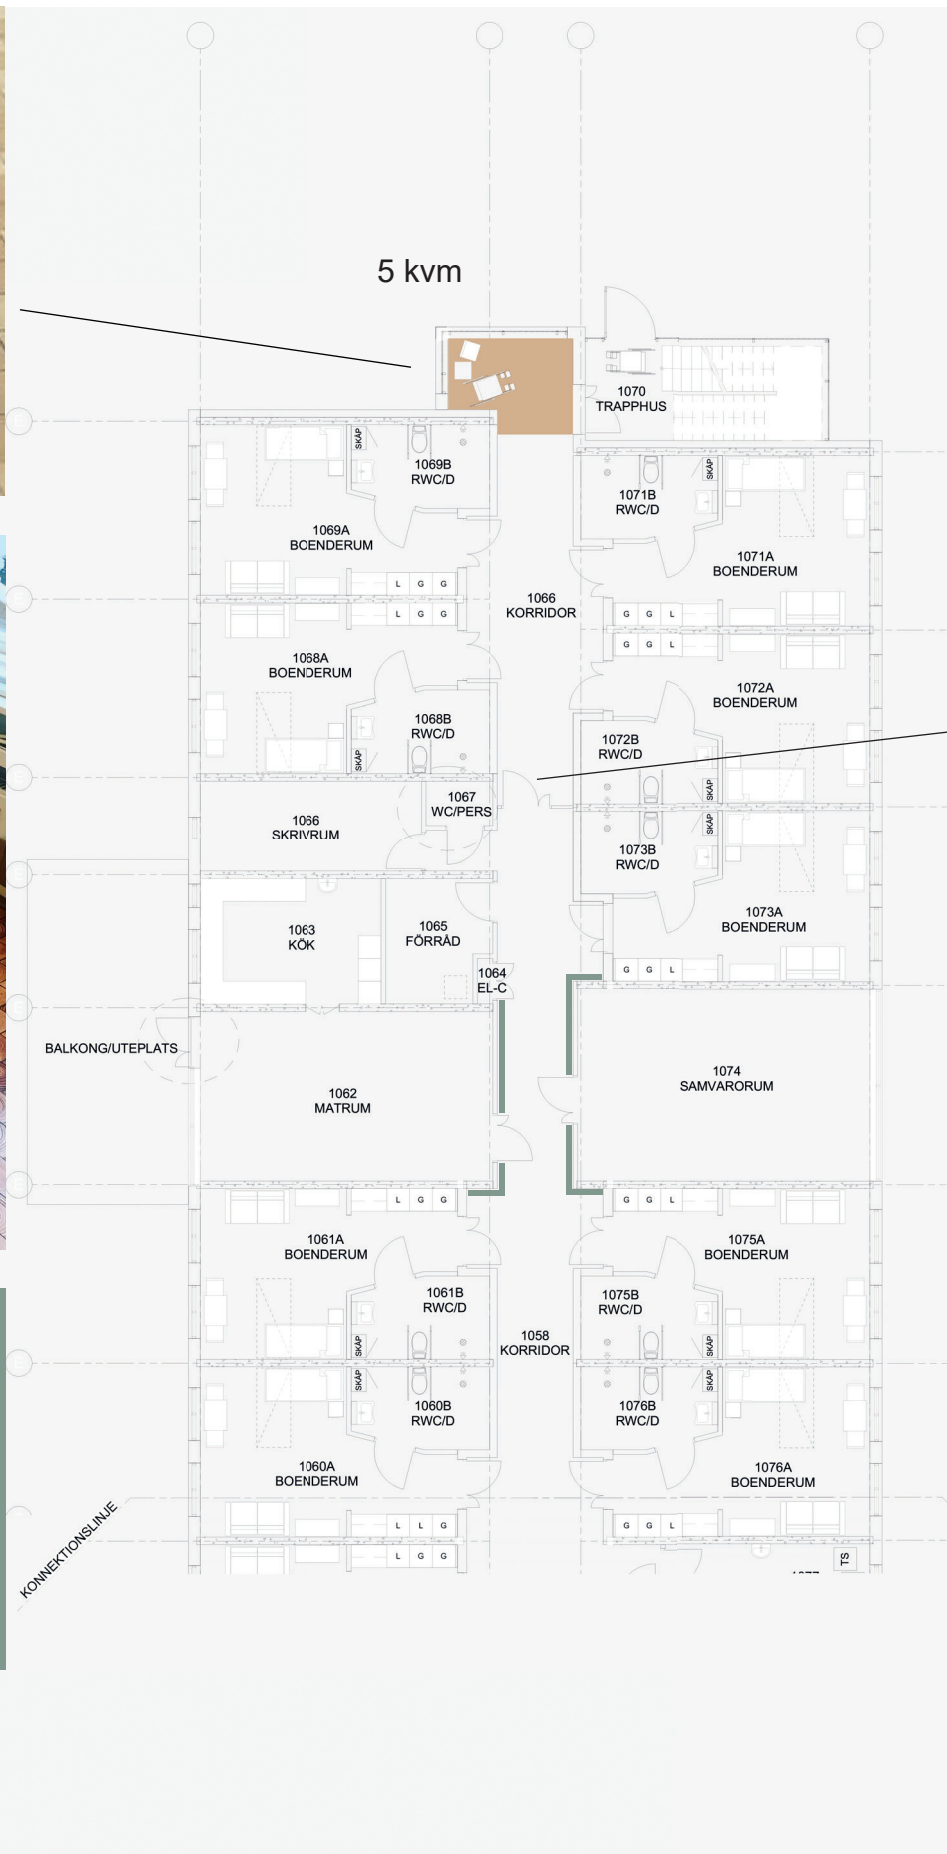 5 kvm
1070
TRAPPHUS
SKÅP
1069B
RWC/D
SKÅP
1071B
RWC/D
1069A
BOENDERUM
1071A
BOENDERUM
L G G
1066
KORRIDOR
G G L
L G G
G G L
1068A
BOENDERUM
1072A
BOENDERUM
1068B
RWC/D
SKÅP
1072B
RWC/D
SKÅP
1067
WC/PERS
1066
SKRIVRUM
SKÅP
1073B
RWC/D
1073A
BOENDERUM
1063
KÖK
1065
FÖRRÅD
1064
EL-C
G G L
BALKONG/UTEPLATS
1062
MATRUM
1074
SAMVARORUM
L G G
G G L
1061A
BOENDERUM
1075A
BOENDERUM
1061B
RWC/D
SKÅP
1075B
RWC/D
SKÅP
1058
KORRIDOR
SKÅP
1060B
RWC/D
SKÅP
1076B
RWC/D
1060A
BOENDERUM
1076A
BOENDERUM
L L G
G G L
L G G
KONNEKTIONSLINJE
TS